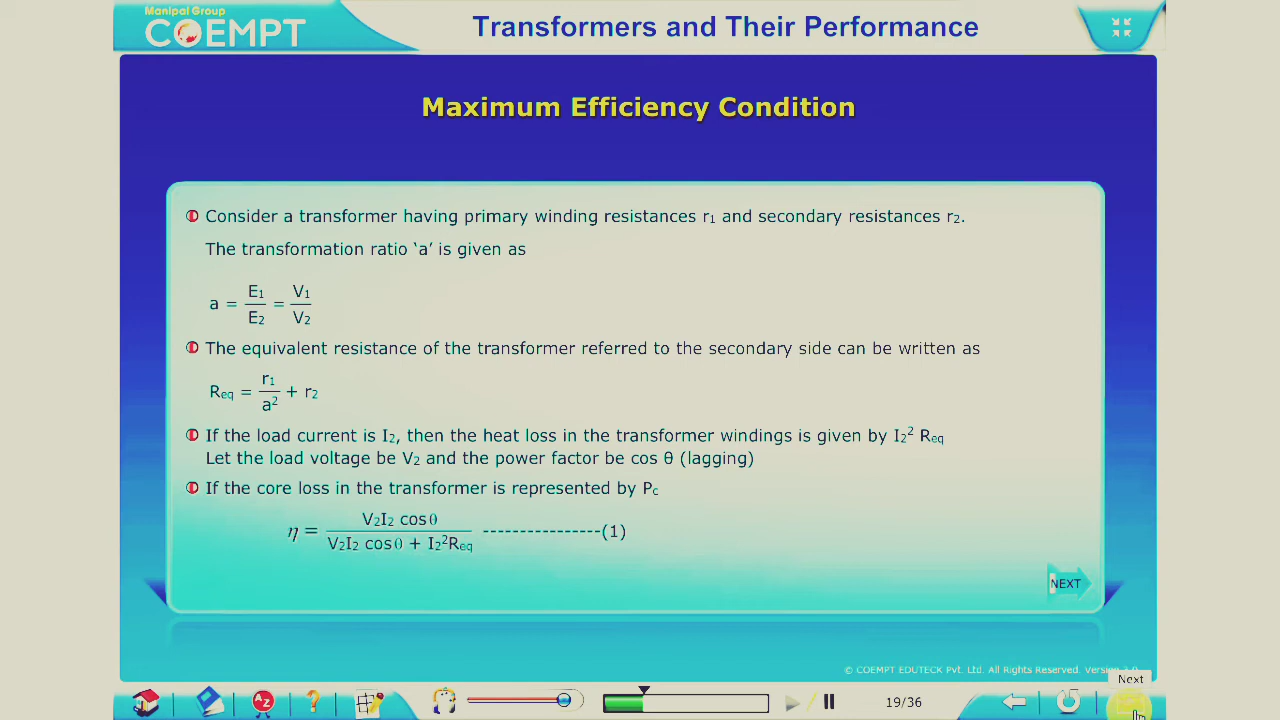 Manipal Group
COEMPT
Transformers and Their Performance
Maximum Efficiency Condition
Consider a transformer having primary winding resistances r₁ and secondary resistances r₂.
The transformation ratio ‘a’ is given as
a = E₁/E₂ = V₁/V₂
The equivalent resistance of the transformer referred to the secondary side can be written as
Req = r₁/a² + r₂
If the load current is I₂, then the heat loss in the transformer windings is given by I₂² Req
Let the load voltage be V₂ and the power factor be cos θ (lagging)
If the core loss in the transformer is represented by Pc
η = V₂I₂ cosθ / V₂I₂ cosθ + I₂²Req ----------------(1)
NEXT
© COEMPT EDUTECK Pvt. Ltd. All Rights Reserved. Version 3.0
Next
A Z
?
19/36